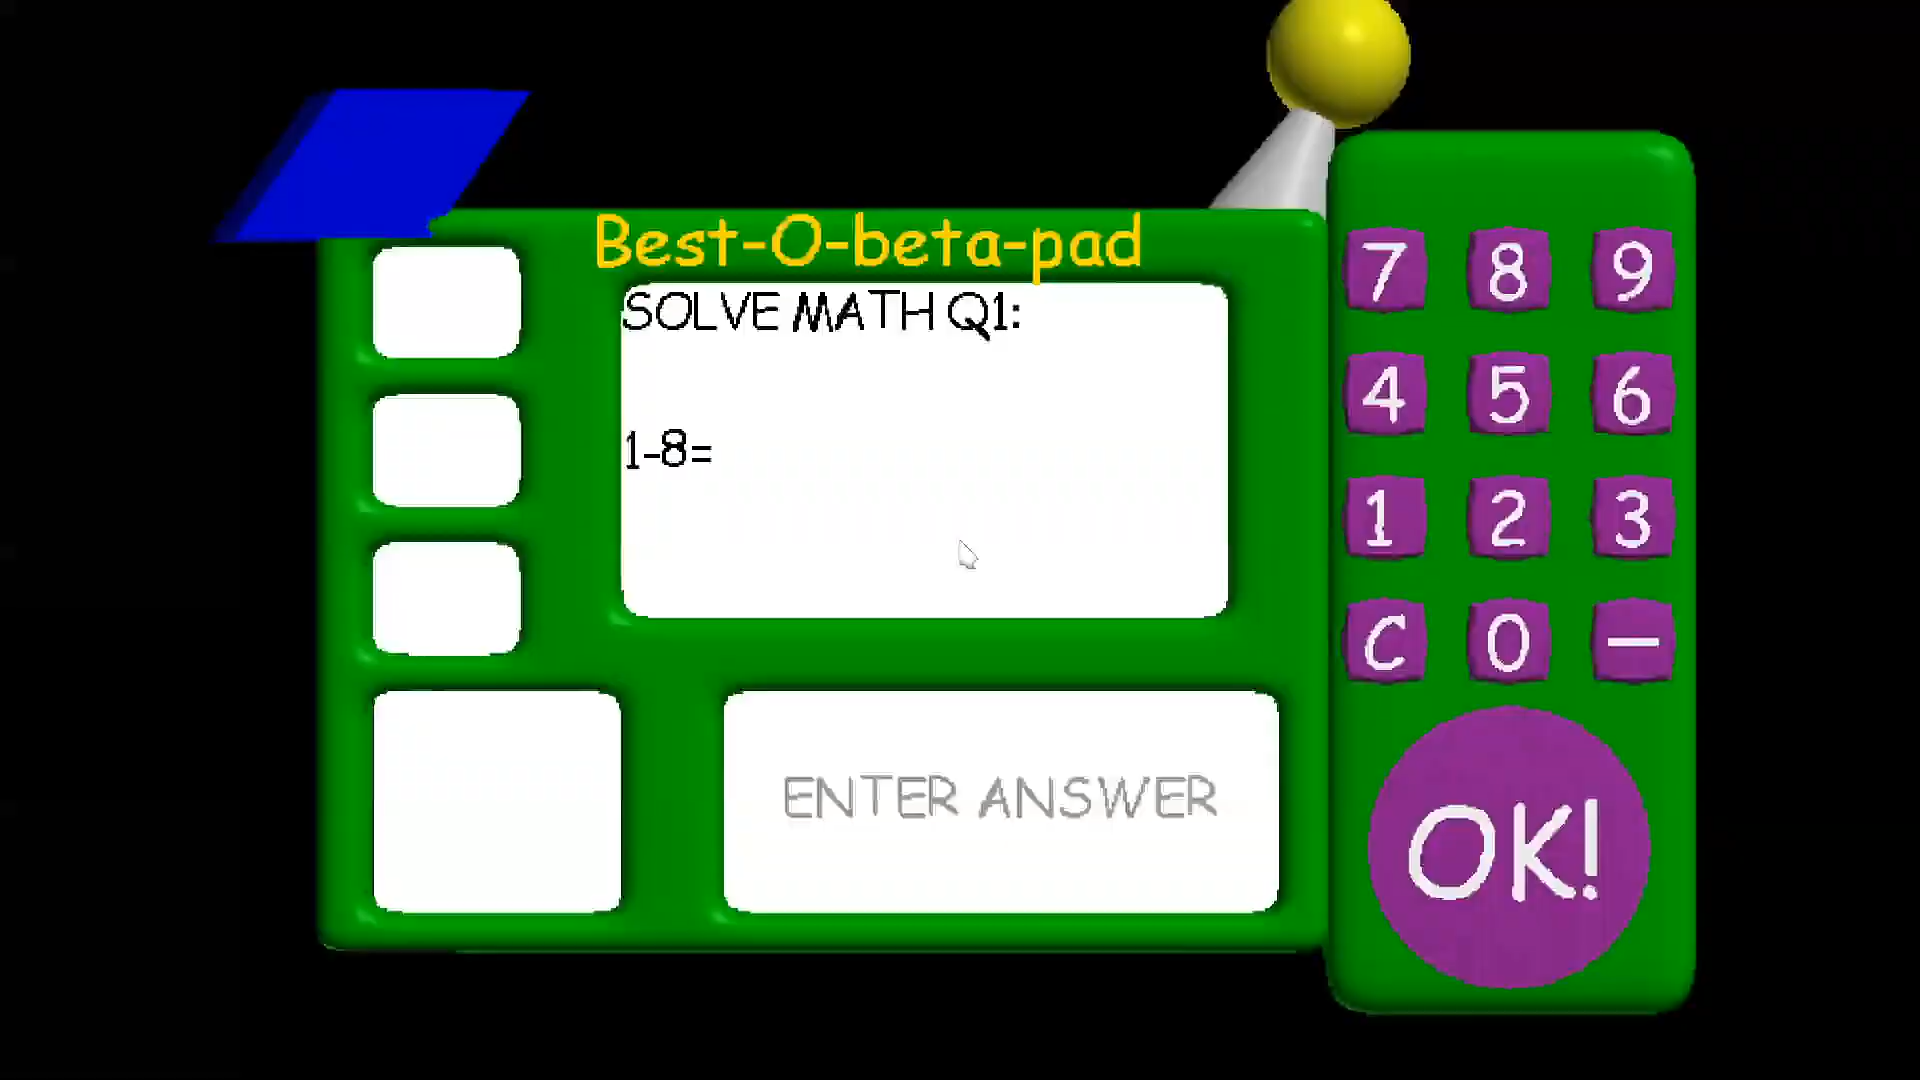 Best-O-beta-pad
SOLVE MATH Q1:
1-8=
ENTER ANSWER
7 8 9
4 5 6
1 2 3
C 0 –
OK!